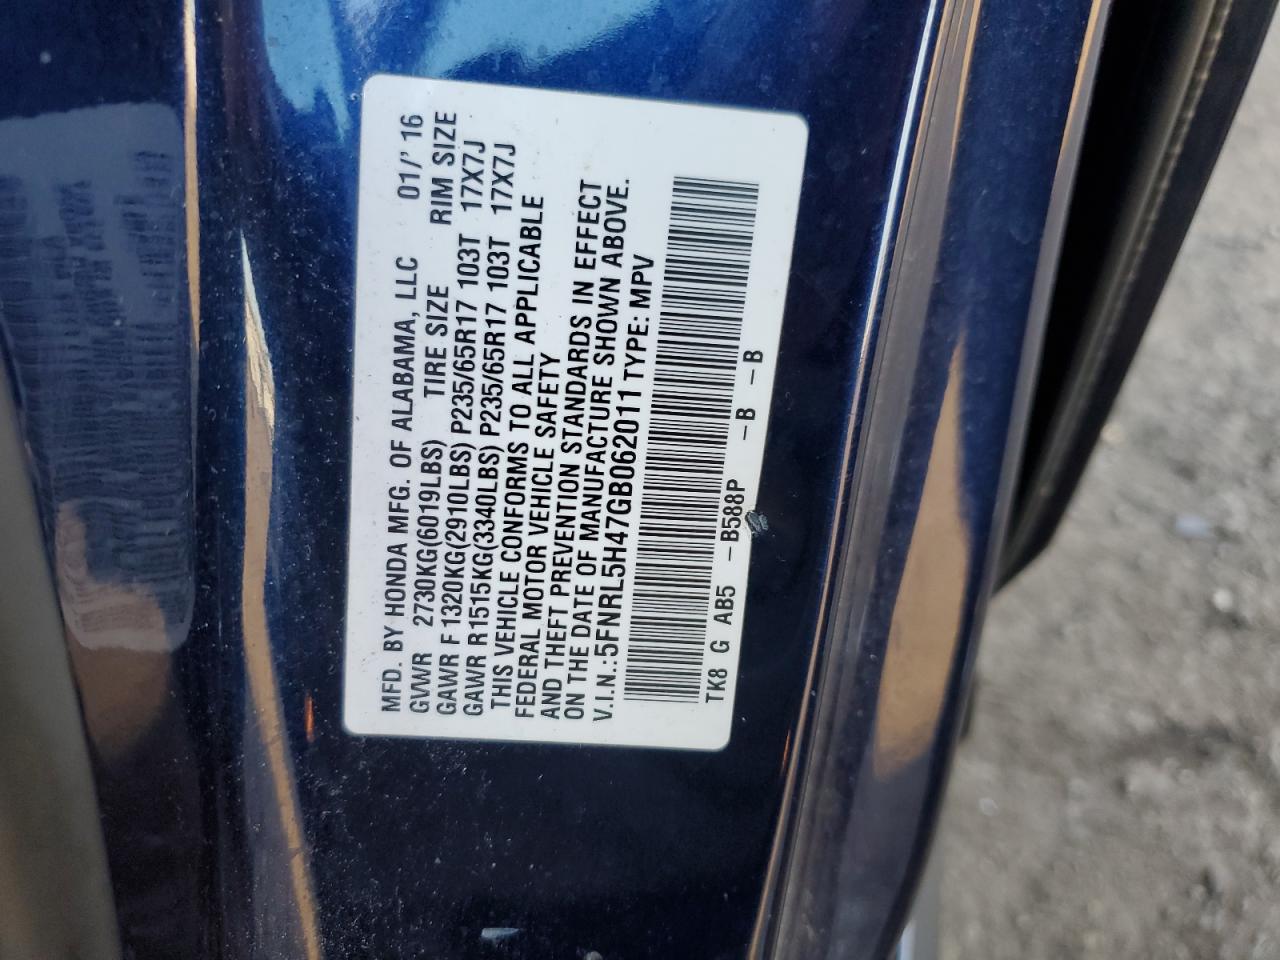 MFD. BY HONDA MFG. OF ALABAMA, LLC 01/'16
GVWR 2730KG(6019LBS) TIRE SIZE RIM SIZE
GAWR F 1320KG(2910LBS) P235/65R17 103T 17X7J
GAWR R1515KG(3340LBS) P235/65R17 103T 17X7J
THIS VEHICLE CONFORMS TO ALL APPLICABLE
FEDERAL MOTOR VEHICLE SAFETY
AND THEFT PREVENTION STANDARDS IN EFFECT
ON THE DATE OF MANUFACTURE SHOWN ABOVE.
V.I.N.:5FNRL5H47GB062011 TYPE: MPV
TK8 G AB5 –B588P –B –B